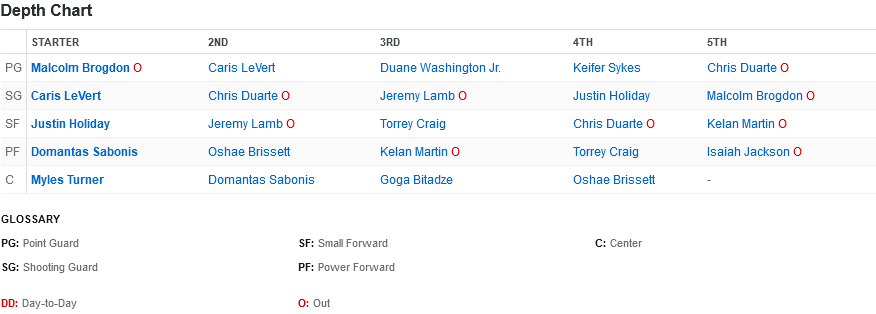 Depth Chart
STARTER 2ND 3RD 4TH 5TH
PG Malcolm Brogdon O Caris LeVert Duane Washington Jr. Keifer Sykes Chris Duarte O
SG Caris LeVert Chris Duarte O Jeremy Lamb O Justin Holiday Malcolm Brogdon O
SF Justin Holiday Jeremy Lamb O Torrey Craig Chris Duarte O Kelan Martin O
PF Domantas Sabonis Oshae Brissett Kelan Martin O Torrey Craig Isaiah Jackson O
C Myles Turner Domantas Sabonis Goga Bitadze Oshae Brissett -
GLOSSARY
PG: Point Guard SF: Small Forward C: Center
SG: Shooting Guard PF: Power Forward
DD: Day-to-Day O: Out